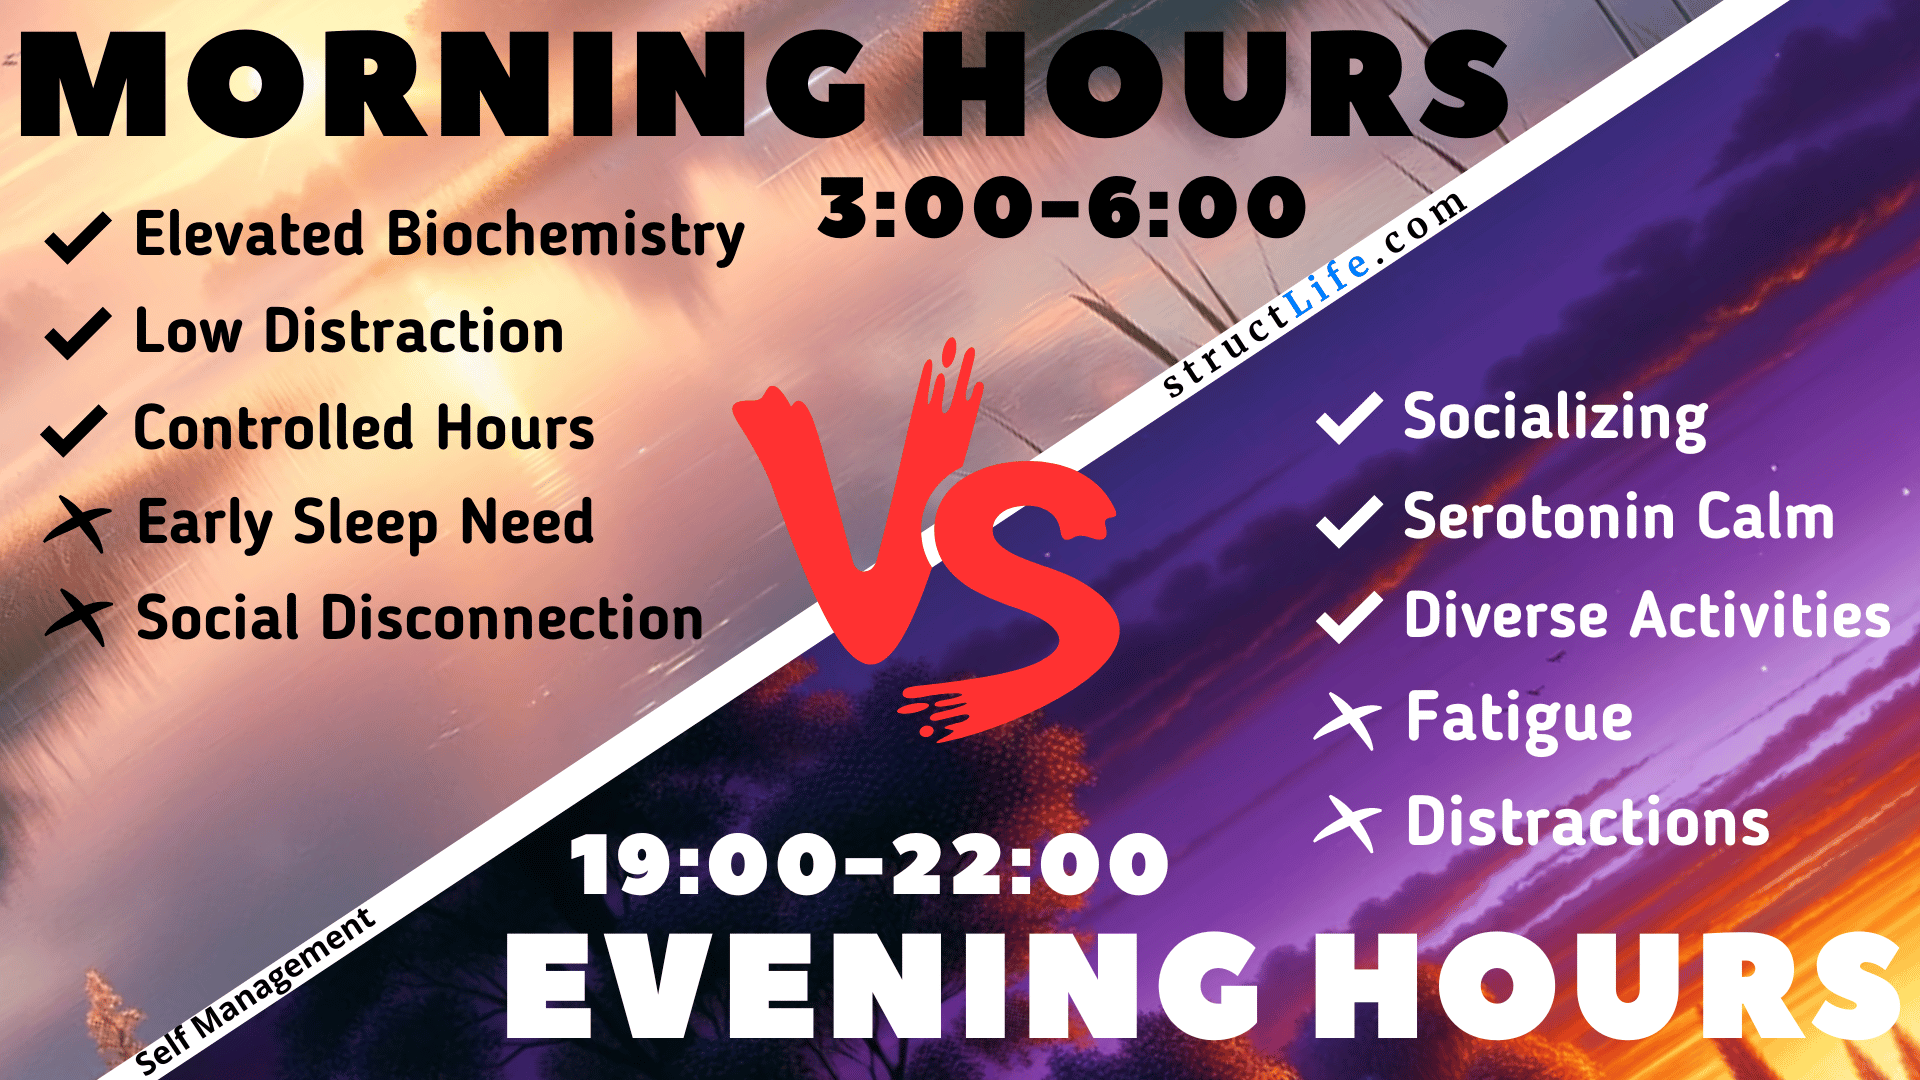 MORNING HOURS
3:00-6:00
Elevated Biochemistry
Low Distraction
Controlled Hours
Early Sleep Need
Social Disconnection
VS
structLife.com
Socializing
Serotonin Calm
Diverse Activities
Fatigue
Distractions
19:00-22:00
EVENING HOURS
Self Management